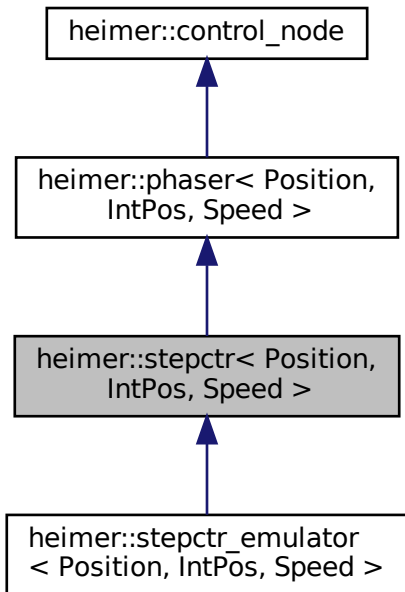 heimer::control_node
heimer::phaser< Position,
IntPos, Speed >
heimer::stepctr< Position,
IntPos, Speed >
heimer::stepctr_emulator
< Position, IntPos, Speed >